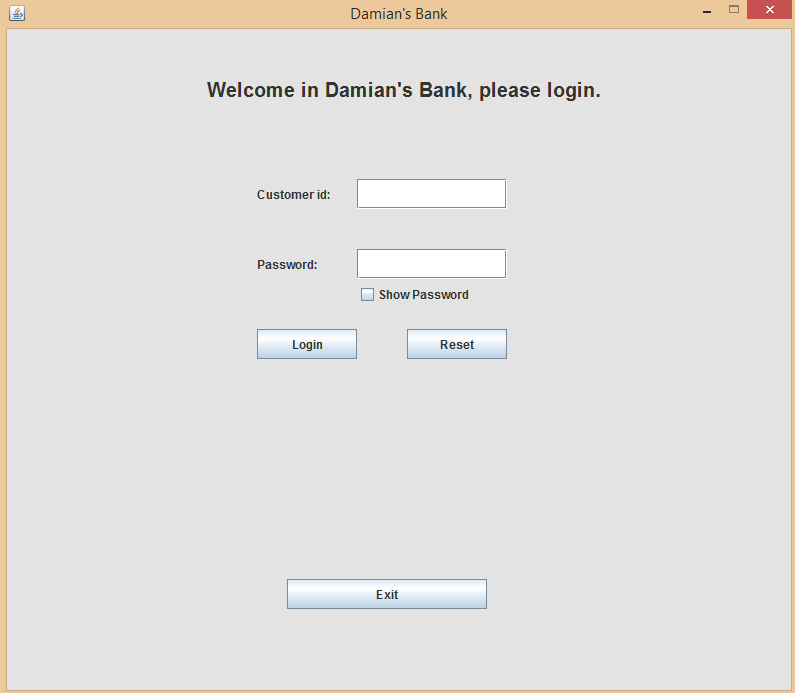 Damian's Bank
Welcome in Damian's Bank, please login.
Customer id:
Password:
Show Password
Login Reset
Exit